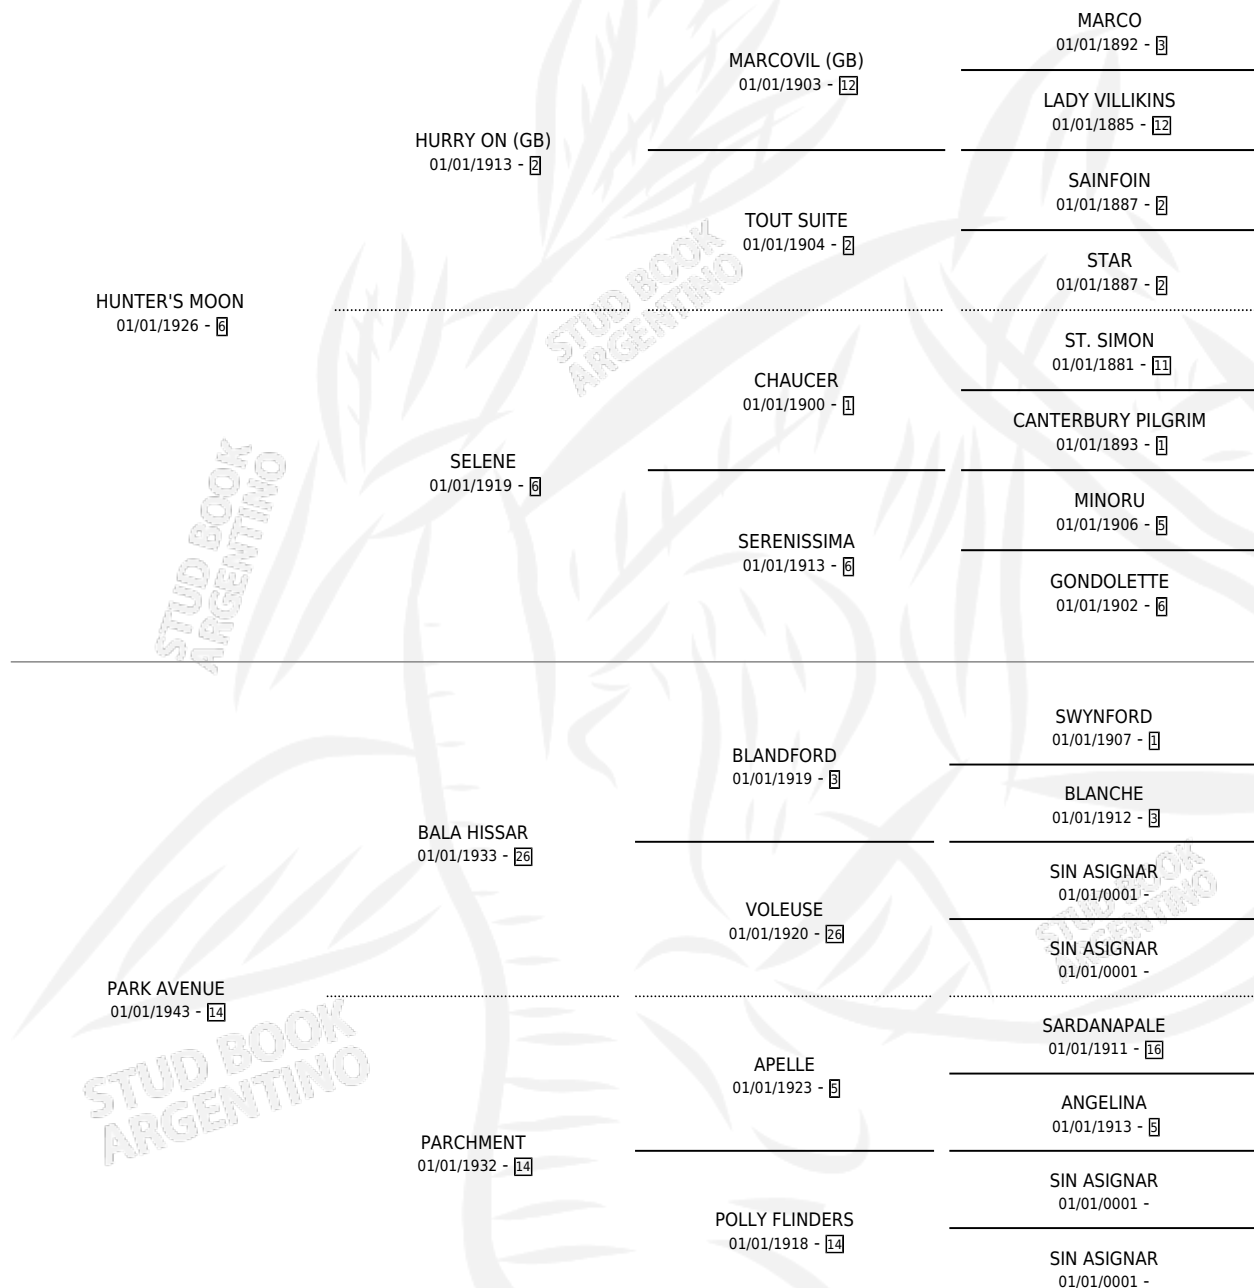 MARCO
01/01/1892 - 3
MARCOVIL (GB)
01/01/1903 - 12
LADY VILLIKINS
01/01/1885 - 12
HURRY ON (GB)
01/01/1913 - 2
SAINFOIN
01/01/1887 - 2
TOUT SUITE
01/01/1904 - 2
STAR
01/01/1887 - 2
HUNTER'S MOON
01/01/1926 - 6
STUD BOOK
ARGENTINO
ST. SIMON
01/01/1881 - 11
CHAUCER
01/01/1900 - 1
CANTERBURY PILGRIM
01/01/1893 - 1
SELENE
01/01/1919 - 6
MINORU
01/01/1906 - 5
SERENISSIMA
01/01/1913 - 6
GONDOLETTE
01/01/1902 - 6
STUD BOOK
ARGENTINO
SWYNFORD
01/01/1907 - 1
BLANDFORD
01/01/1919 - 3
BLANCHE
01/01/1912 - 3
BALA HISSAR
01/01/1933 - 26
SIN ASIGNAR
01/01/0001 -
VOLEUSE
01/01/1920 - 26
STUD BOOK
ARGENTINO
SIN ASIGNAR
01/01/0001 -
PARK AVENUE
01/01/1943 - 14
STUD BOOK
ARGENTINO
SARDANAPALE
01/01/1911 - 16
APELLE
01/01/1923 - 5
ANGELINA
01/01/1913 - 5
PARCHMENT
01/01/1932 - 14
SIN ASIGNAR
01/01/0001 -
POLLY FLINDERS
01/01/1918 - 14
SIN ASIGNAR
01/01/0001 -